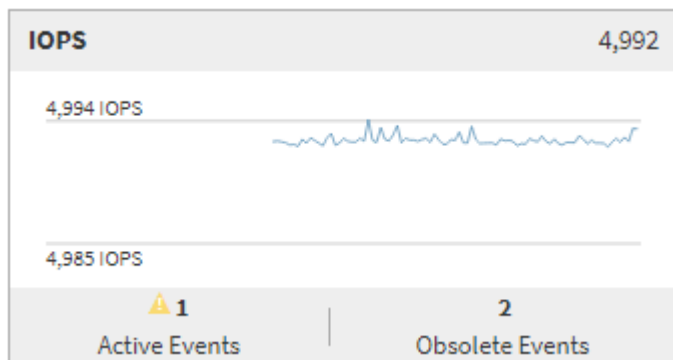 IOPS 4,992
4,994 IOPS
4,985 IOPS
1 2
Active Events Obsolete Events